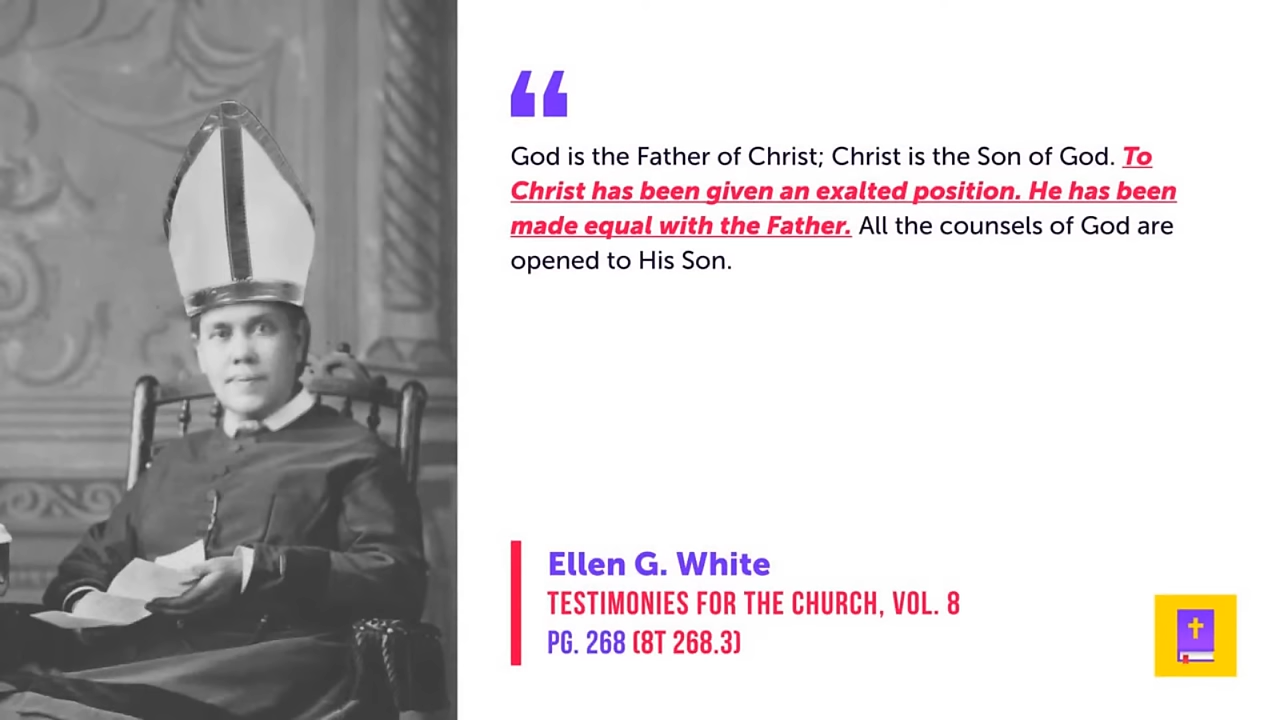 God is the Father of Christ; Christ is the Son of God. To
Christ has been given an exalted position. He has been
made equal with the Father. All the counsels of God are
opened to His Son.
Ellen G. White
TESTIMONIES FOR THE CHURCH, VOL. 8
PG. 268 (8T 268.3)